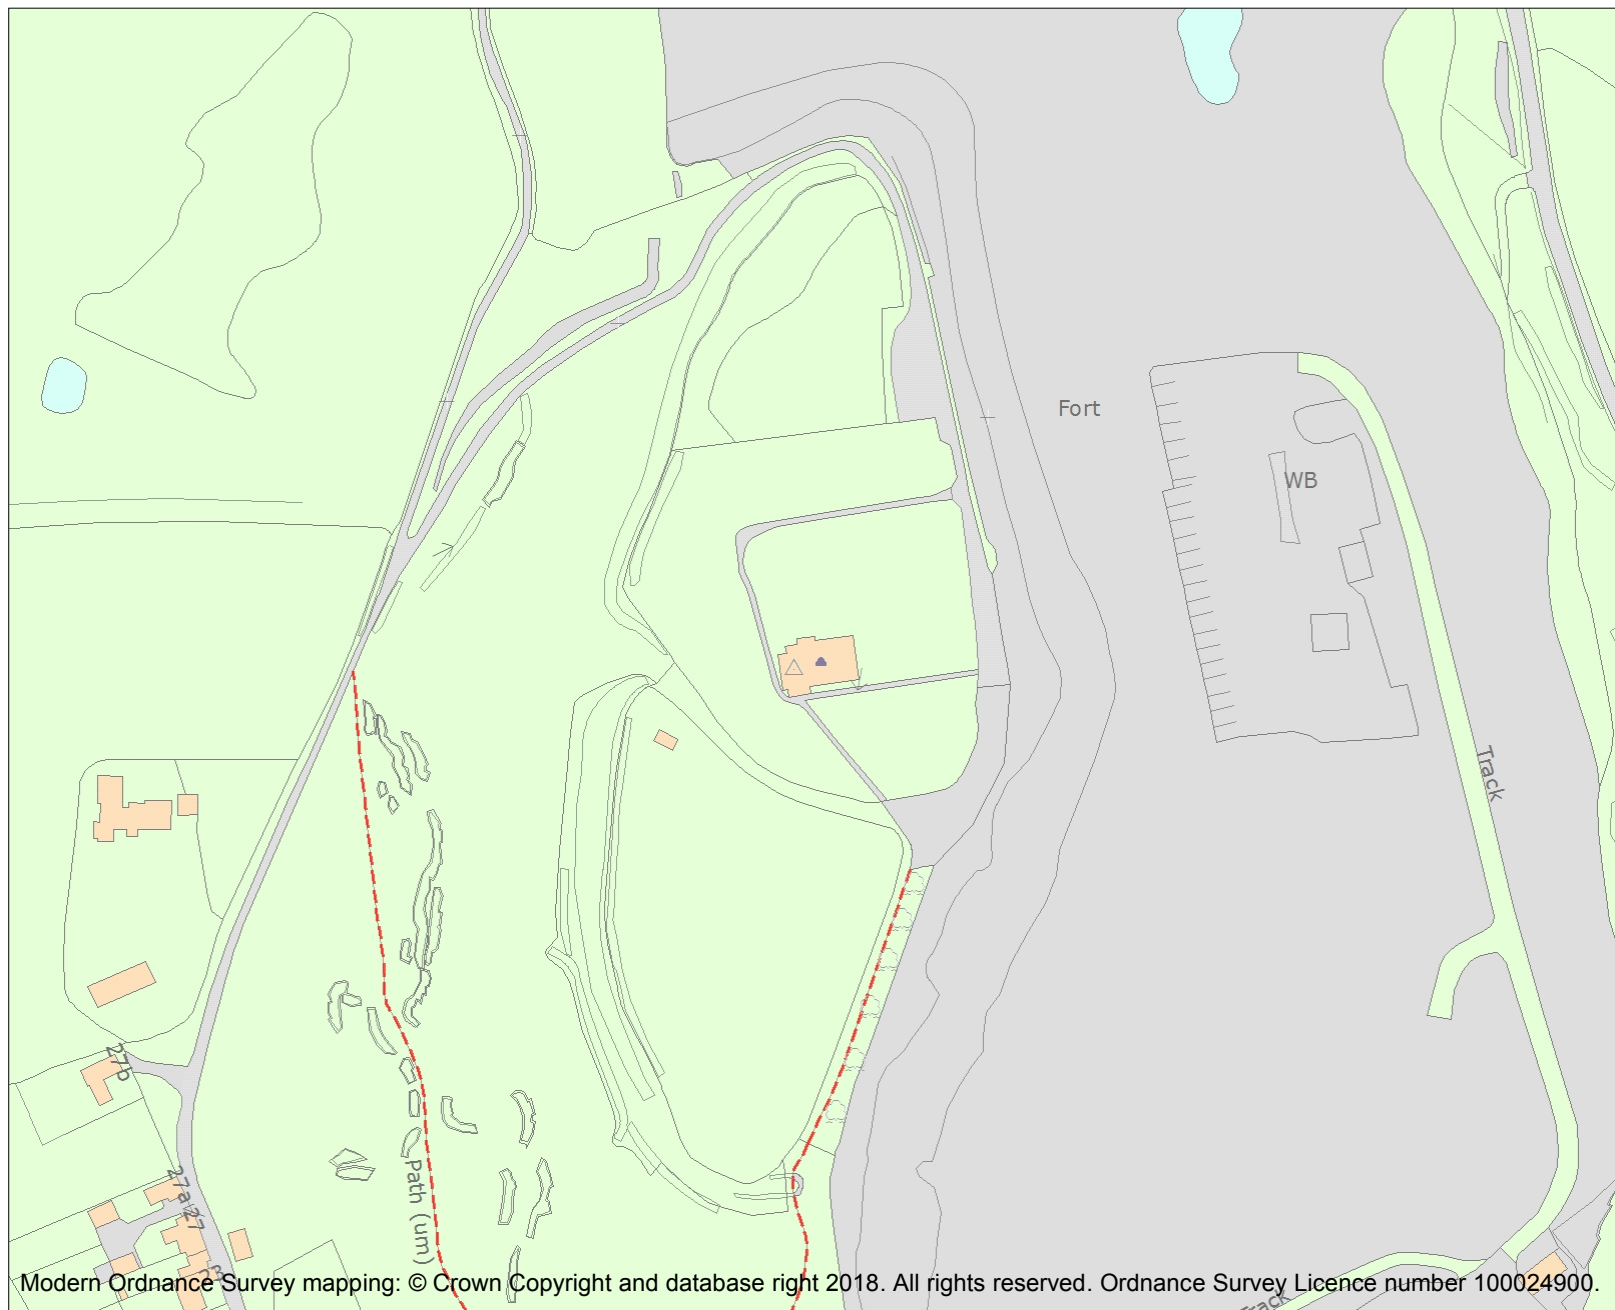 Fort
WB
Track
27b
27a
27
Path (um)
Modern Ordnance Survey mapping: © Crown Copyright and database right 2018. All rights reserved. Ordnance Survey Licence number 100024900.
Track